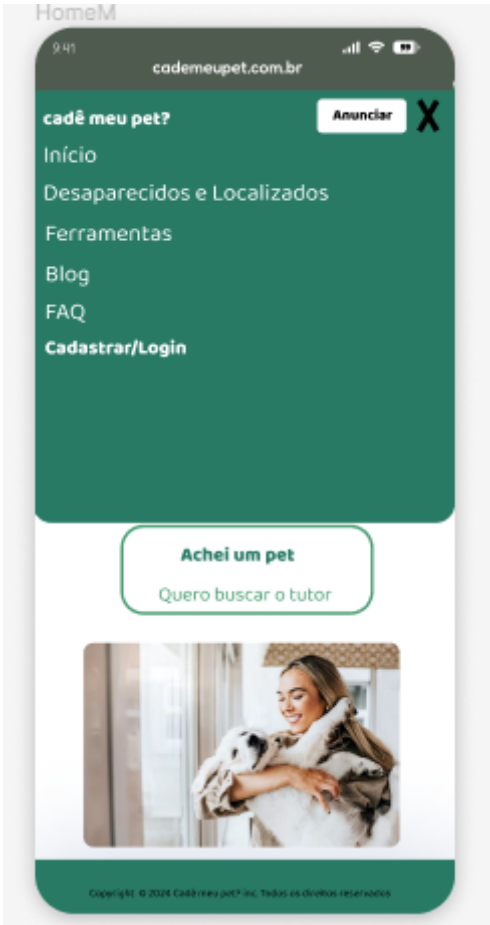 HomeM
9:41
cademeupet.com.br
cadê meu pet?
Anunciar
X
Início
Desaparecidos e Localizados
Ferramentas
Blog
FAQ
Cadastrar/Login
Achei um pet
Quero buscar o tutor
Copyright © 2024 Cadê meu pet? inc. Todos os direitos reservados